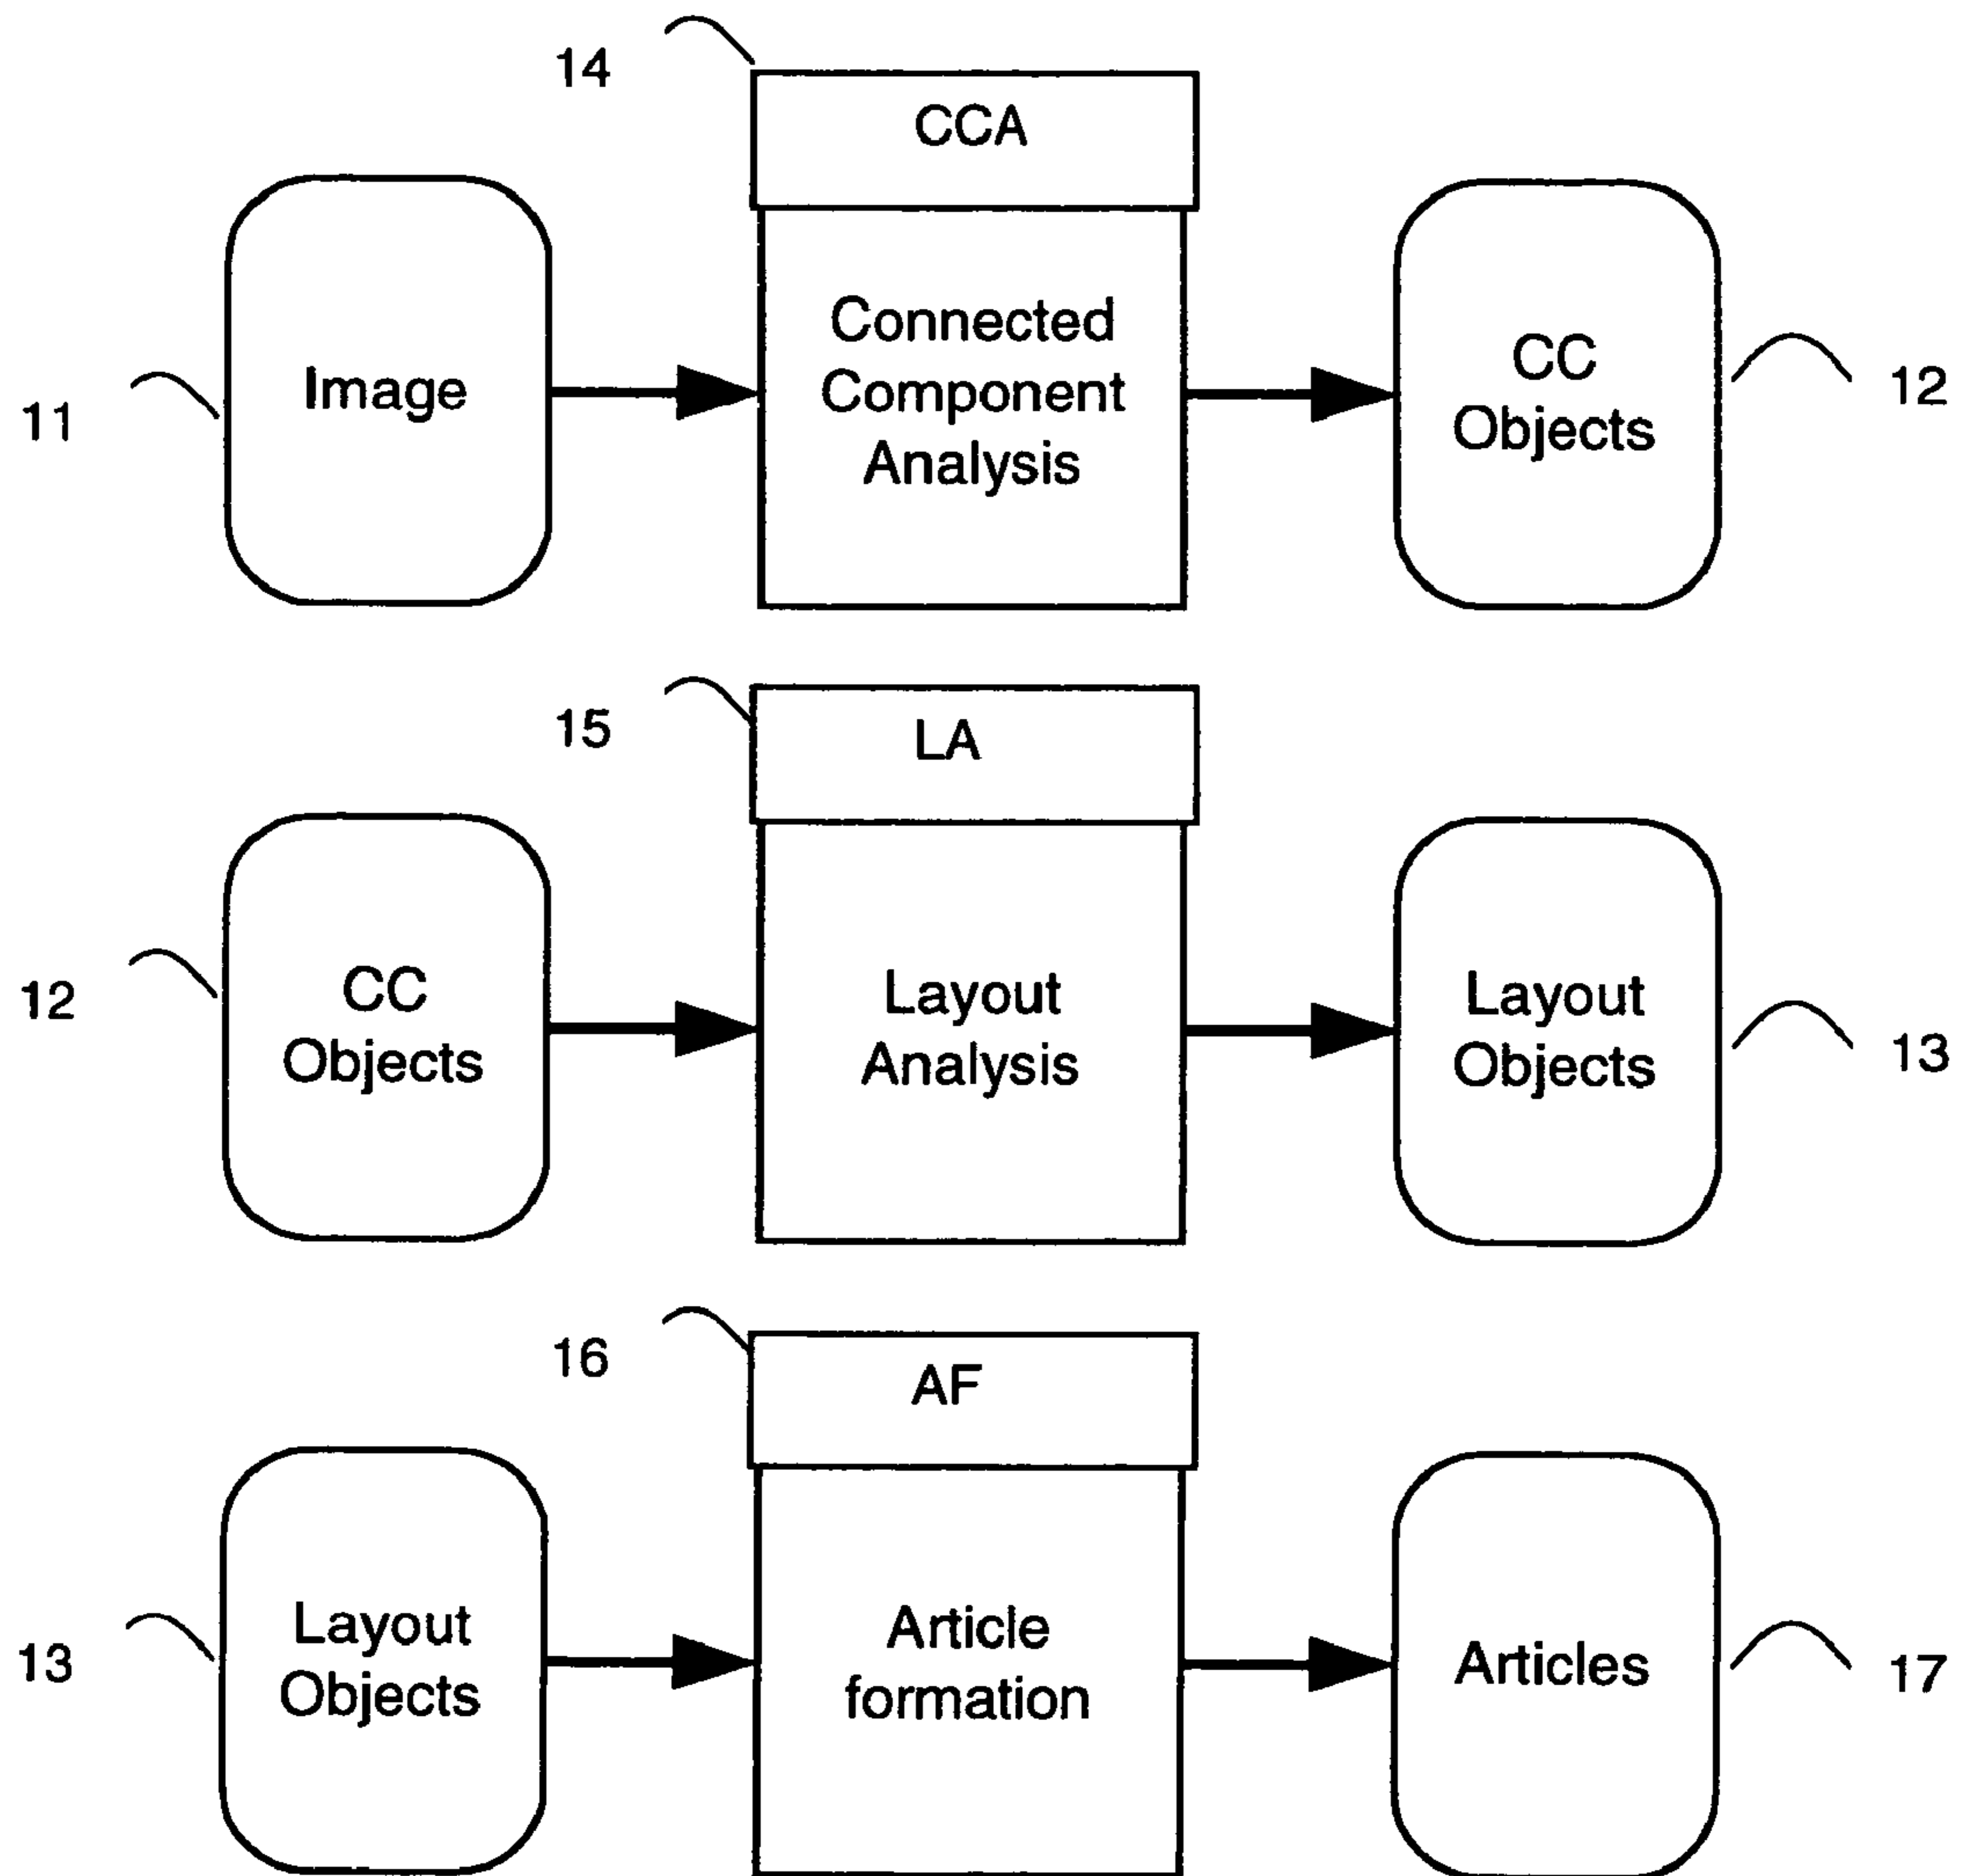 14
CCA
11
Image
Connected
Component
Analysis
CC
Objects
12
15
LA
12
CC
Objects
Layout
Analysis
Layout
Objects
13
16
AF
13
Layout
Objects
Article
formation
Articles
17